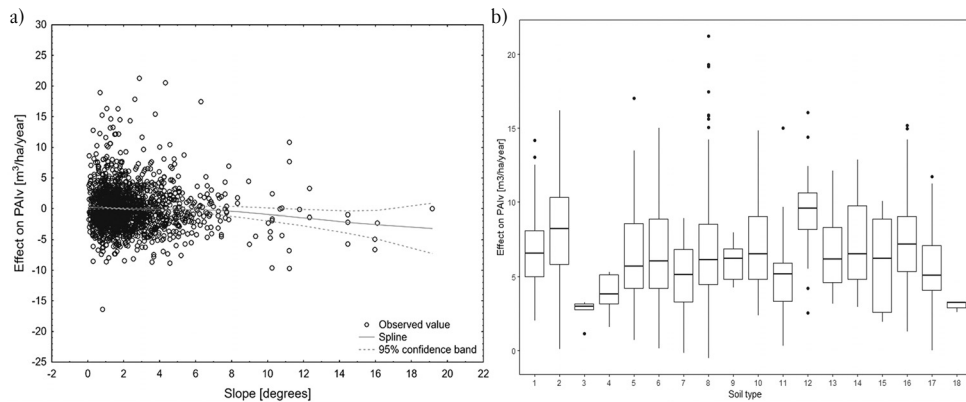 a)
Effect on PAIv [m³/ha/year]
30
25
20
15
10
5
0
-5
-10
-15
-20
-25
0 2 4 6 8 10 12 14 16 18 20 22
Slope [degrees]
Observed value
Spline
95% confidence band
b)
Effect on PAIv [m3/ha/year]
20
15
10
5
0
1 2 3 4 5 6 7 8 9 10 11 12 13 14 15 16 17 18
Soil type